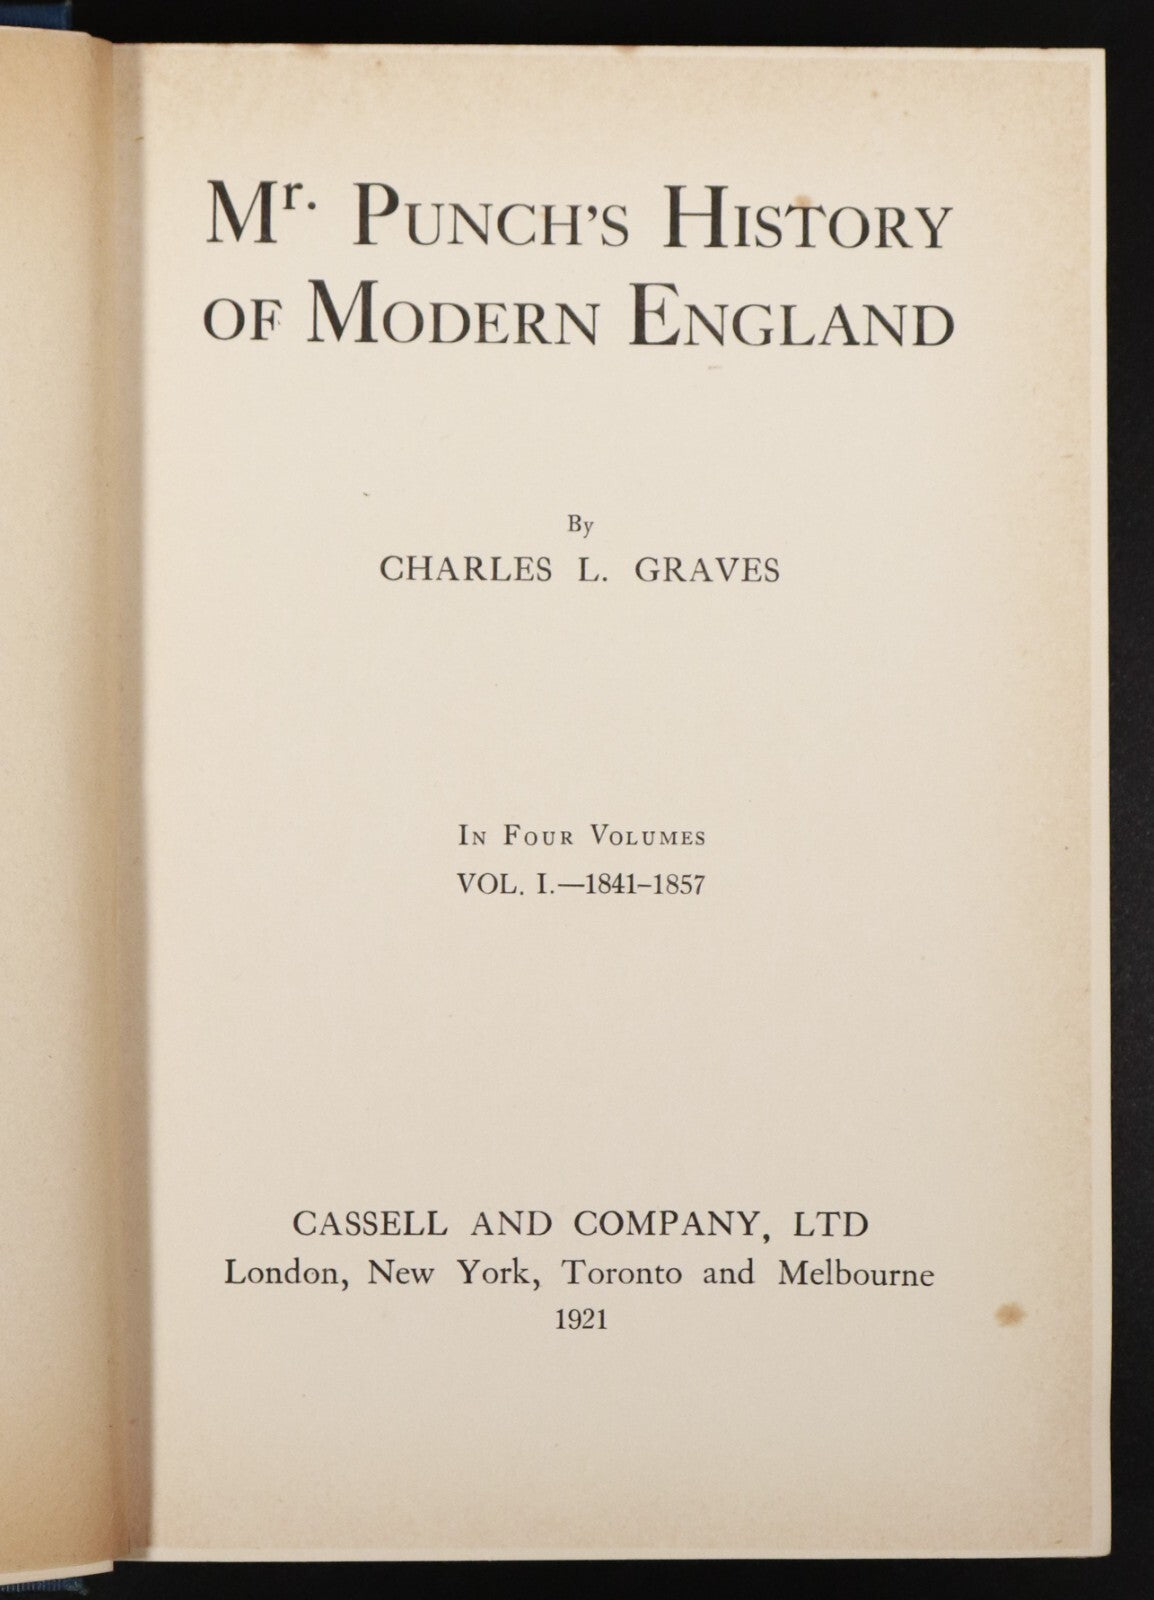 Mr. Punch's History
of Modern England
By
CHARLES L. GRAVES
In Four Volumes
VOL. I.—1841–1857
CASSELL AND COMPANY, LTD
London, New York, Toronto and Melbourne
1921